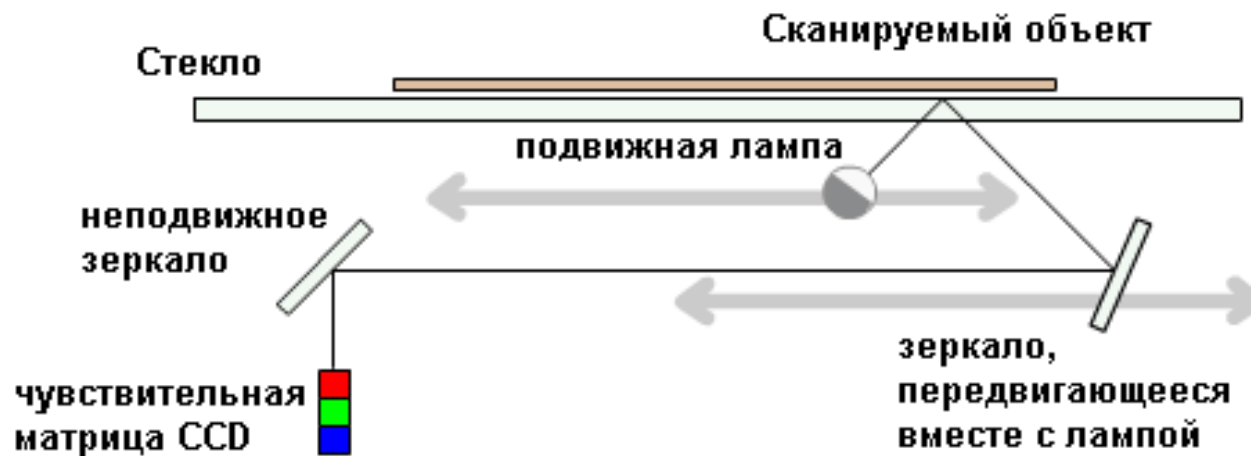 Сканируемый объект
Стекло
подвижная лампа
неподвижное
зеркало
зеркало,
передвигающееся
вместе с лампой
чувствительная
матрица CCD